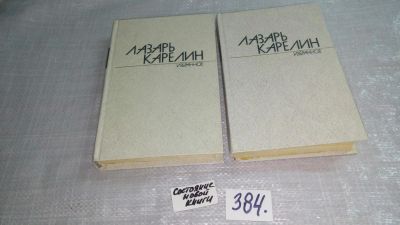 ЛАЗАРЬ
КАРЕЛИН
ИЗБРАННОЕ
ЛАЗАРЬ
КАРЕЛИН
ИЗБРАННОЕ
Состояние
новой
книги
384.